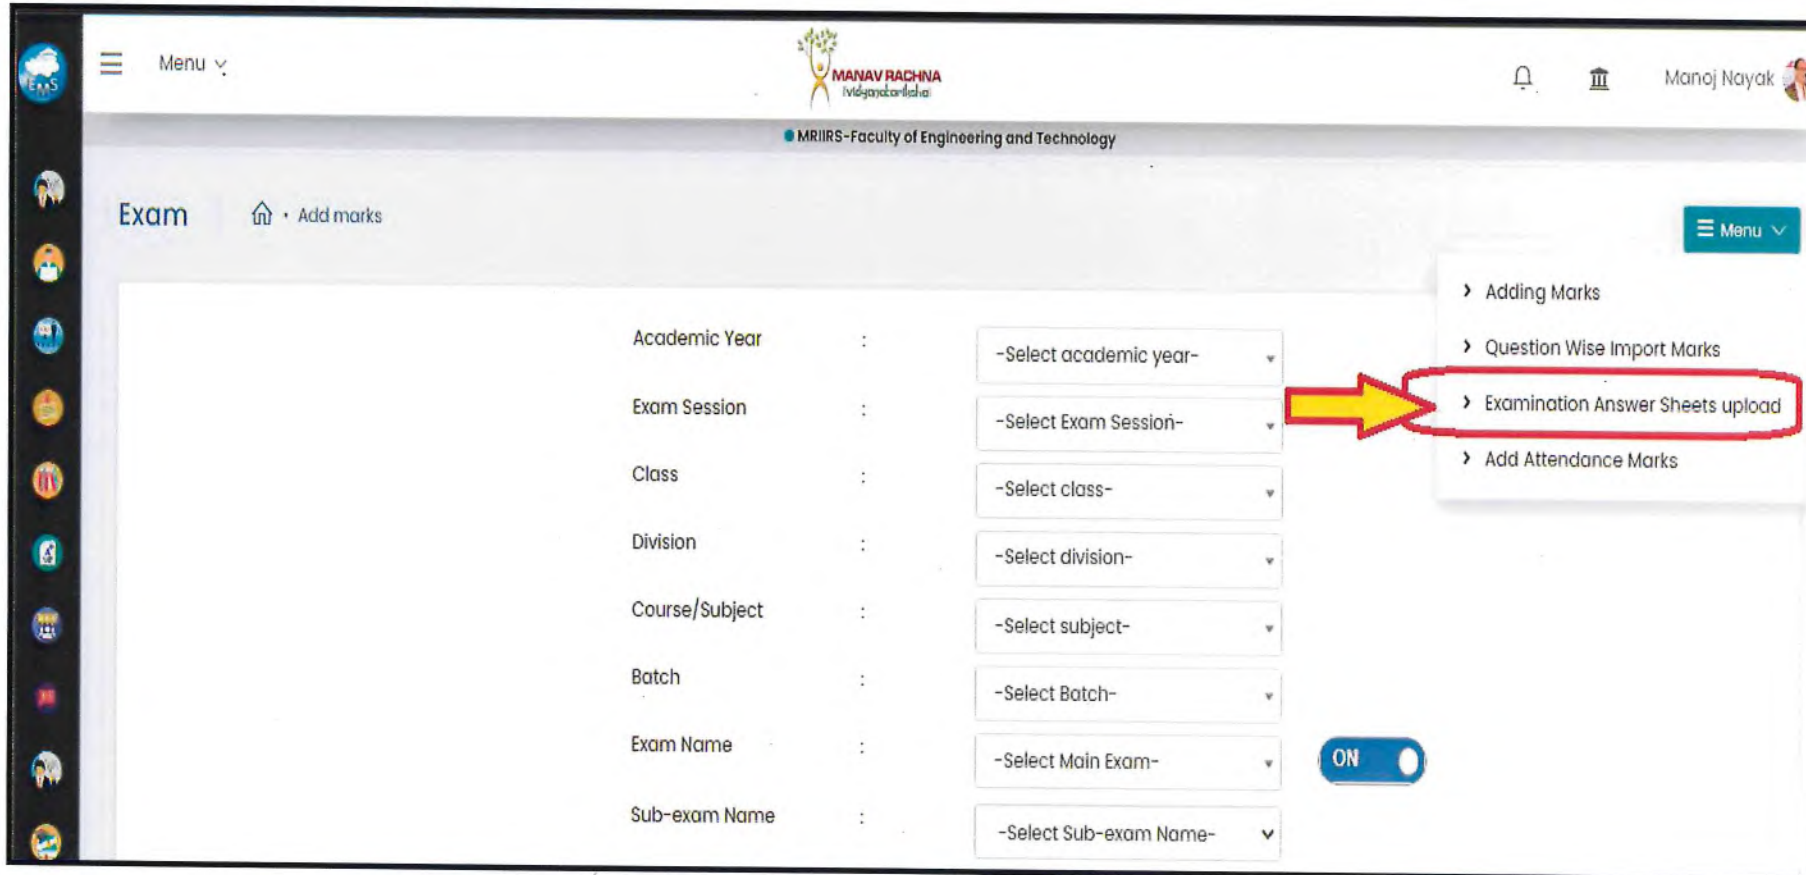 EMS
Menu
MANAV RACHNA
vidyanatariksha
Manoj Nayak
MRIIRS-Faculty of Engineering and Technology
Exam
Add marks
Menu
Adding Marks
Question Wise Import Marks
Examination Answer Sheets upload
Add Attendance Marks
Academic Year : -Select academic year-
Exam Session : -Select Exam Session-
Class : -Select class-
Division : -Select division-
Course/Subject : -Select subject-
Batch : -Select Batch-
Exam Name : -Select Main Exam- ON
Sub-exam Name : -Select Sub-exam Name-